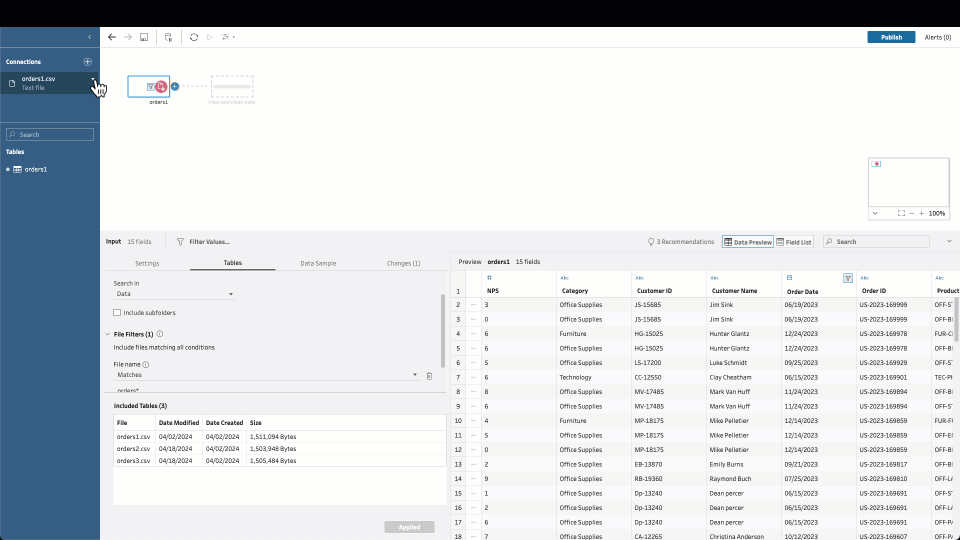 Publish
Alerts (0)
Connections
orders1.csv
Text file
orders1
Search
Tables
orders1
100%
Input 15 fields Filter Values... 3 Recommendations Data Preview Field List Search
Settings Tables Data Sample Changes (1)
Search in
Data
Include subfolders
File Filters (1)
Include files matching all conditions
File name
Matches
orders*
Included Tables (3)
File Date Modified Date Created Size
orders1.csv 04/02/2024 04/02/2024 1,511,094 Bytes
orders2.csv 04/18/2024 04/02/2024 1,503,948 Bytes
orders3.csv 04/18/2024 04/02/2024 1,505,484 Bytes
Applied
Preview orders1 15 fields
# Abc Abc Abc Abc Abc
1 NPS Category Customer ID Customer Name Order Date Order ID Product
2 ... 3 Office Supplies JS-15685 Jim Sink 06/19/2023 US-2023-169999 OFF-S
3 ... 0 Office Supplies JS-15685 Jim Sink 06/19/2023 US-2023-169999 OFF-B
4 ... 6 Furniture HG-15025 Hunter Glantz 12/24/2023 US-2023-169978 FUR-C
5 ... 6 Office Supplies HG-15025 Hunter Glantz 12/24/2023 US-2023-169978 OFF-B
6 ... 5 Office Supplies LS-17200 Luke Schmidt 09/25/2023 US-2023-169929 OFF-S
7 ... 6 Technology CC-12550 Clay Cheatham 06/15/2023 US-2023-169901 TEC-P
8 ... 8 Office Supplies MV-17485 Mark Van Huff 11/24/2023 US-2023-169894 OFF-B
9 ... 6 Office Supplies MV-17485 Mark Van Huff 11/24/2023 US-2023-169894 OFF-S
10 ... 4 Furniture MP-18175 Mike Pelletier 12/14/2023 US-2023-169859 FUR-F
11 ... 5 Office Supplies MP-18175 Mike Pelletier 12/14/2023 US-2023-169859 OFF-E
12 ... 0 Office Supplies MP-18175 Mike Pelletier 12/14/2023 US-2023-169859 OFF-B
13 ... 2 Office Supplies EB-13870 Emily Burns 09/21/2023 US-2023-169817 OFF-B
14 ... 9 Office Supplies RB-19360 Raymond Buch 07/25/2023 US-2023-169810 OFF-L
15 ... 1 Office Supplies Dp-13240 Dean percer 06/15/2023 US-2023-169691 OFF-S
16 ... 2 Office Supplies Dp-13240 Dean percer 06/15/2023 US-2023-169691 OFF-L
17 ... 6 Office Supplies Dp-13240 Dean percer 06/15/2023 US-2023-169691 OFF-P
18 ... 7 Office Supplies CA-12265 Christina Anderson 10/12/2023 US-2023-169607 OFF-P